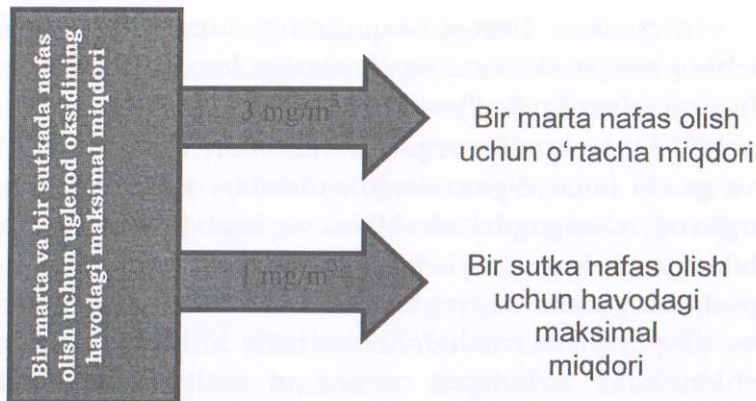 Bir marta va bir sutkada nafas
olish uchun uglerod oksidining
havodagi maksimal miqdori
3 mg/m³
Bir marta nafas olish
uchun o‘rtacha miqdori
1 mg/m³
Bir sutka nafas olish
uchun havodagi
maksimal
miqdori